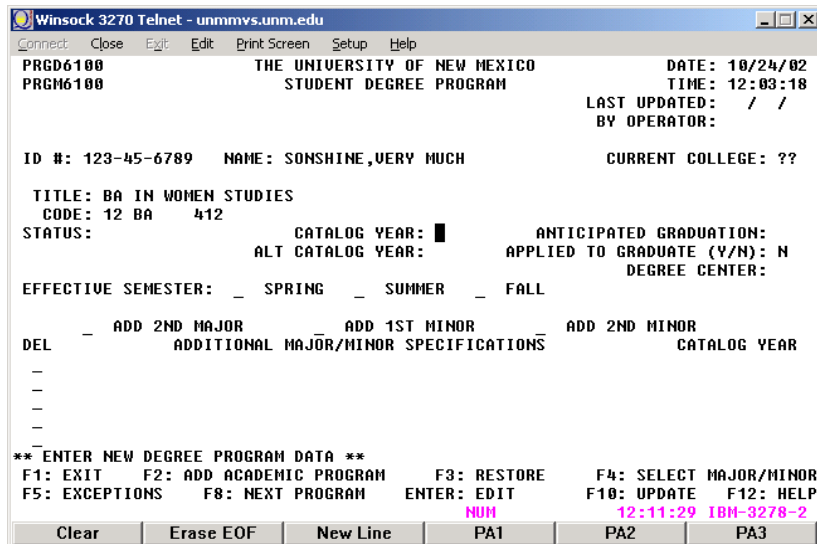 Winsock 3270 Telnet - unmmvs.unm.edu
Connect Close Exit Edit Print Screen Setup Help
PRGD6100 THE UNIVERSITY OF NEW MEXICO DATE: 10/24/02
PRGM6100 STUDENT DEGREE PROGRAM TIME: 12:03:18
LAST UPDATED: / /
BY OPERATOR:
ID #: 123-45-6789 NAME: SONSHINE,VERY MUCH CURRENT COLLEGE: ??
TITLE: BA IN WOMEN STUDIES
CODE: 12 BA 412
STATUS: CATALOG YEAR: ANTICIPATED GRADUATION:
ALT CATALOG YEAR: APPLIED TO GRADUATE (Y/N): N
DEGREE CENTER:
EFFECTIVE SEMESTER: _ SPRING _ SUMMER _ FALL
_ ADD 2ND MAJOR _ ADD 1ST MINOR _ ADD 2ND MINOR
DEL ADDITIONAL MAJOR/MINOR SPECIFICATIONS CATALOG YEAR
_
_
_
_
_
** ENTER NEW DEGREE PROGRAM DATA **
F1: EXIT F2: ADD ACADEMIC PROGRAM F3: RESTORE F4: SELECT MAJOR/MINOR
F5: EXCEPTIONS F8: NEXT PROGRAM ENTER: EDIT F10: UPDATE F12: HELP
NUM 12:11:29 IBM-3278-2
Clear Erase EOF New Line PA1 PA2 PA3